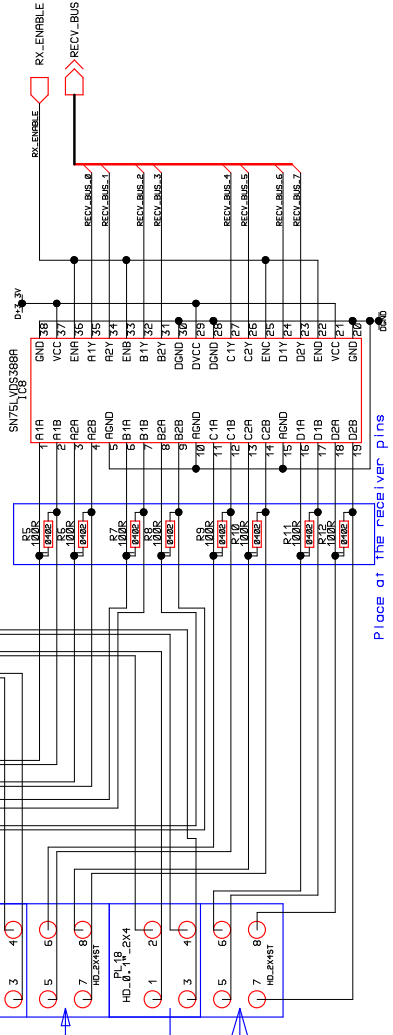 RX_ENABLE
RECV_BUS
RX_ENABLE
RECV_BUS_0
RECV_BUS_1
RECV_BUS_2
RECV_BUS_3
RECV_BUS_4
RECV_BUS_5
RECV_BUS_6
RECV_BUS_7
D+3_3V
DGND
SN75LVDS388A
IC8
38 GND
37 VCC
36 ENA
35 A1Y
34 A2Y
33 ENB
32 B1Y
31 B2Y
30 DGND
29 DVCC
28 DGND
27 C1Y
26 C2Y
25 ENC
24 D1Y
23 D2Y
22 END
21 VCC
20 GND
A1A 1
A1B 2
A2A 3
A2B 4
AGND 5
B1A 6
B1B 7
B2A 8
B2B 9
AGND 10
C1A 11
C1B 12
C2A 13
C2B 14
AGND 15
D1A 16
D1B 17
D2A 18
D2B 19
R5 100R 0402
R6 100R 0402
R7 100R 0402
R8 100R 0402
R9 100R 0402
R10 100R 0402
R11 100R 0402
R12 100R 0402
Place at the receiver pins
4
3
6
5
8
7
HD_2X4ST
PL18
HD_0.1"_2X4
2
1
4
3
6
5
8
7
HD_2X4ST